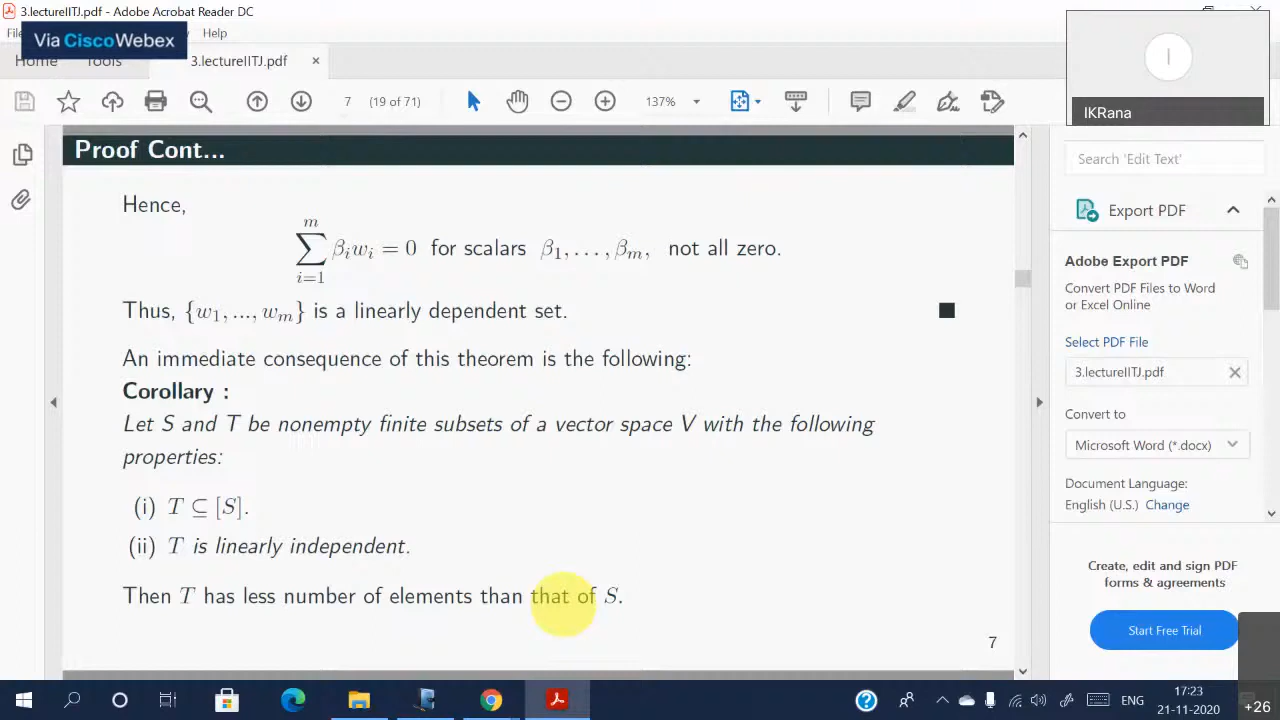 3.lectureIITJ.pdf - Adobe Acrobat Reader DC
Via Cisco Webex
Help
Home Tools 3.lectureIITJ.pdf ×
7 (19 of 71) 137%
I
IKRana
Proof Cont...
Hence,
∑_{i=1}^{m} β_i w_i = 0 for scalars β_1, . . . , β_m, not all zero.
Thus, {w_1, ..., w_m} is a linearly dependent set. ■
An immediate consequence of this theorem is the following:
Corollary :
Let S and T be nonempty finite subsets of a vector space V with the following
properties:
(i) T ⊆ [S].
(ii) T is linearly independent.
Then T has less number of elements than that of S.
7
Search 'Edit Text'
Export PDF
Adobe Export PDF
Convert PDF Files to Word
or Excel Online
Select PDF File
3.lectureIITJ.pdf
Convert to
Microsoft Word (*.docx)
Document Language:
English (U.S.) Change
Create, edit and sign PDF
forms & agreements
Start Free Trial
ENG
17:23
21-11-2020
+26